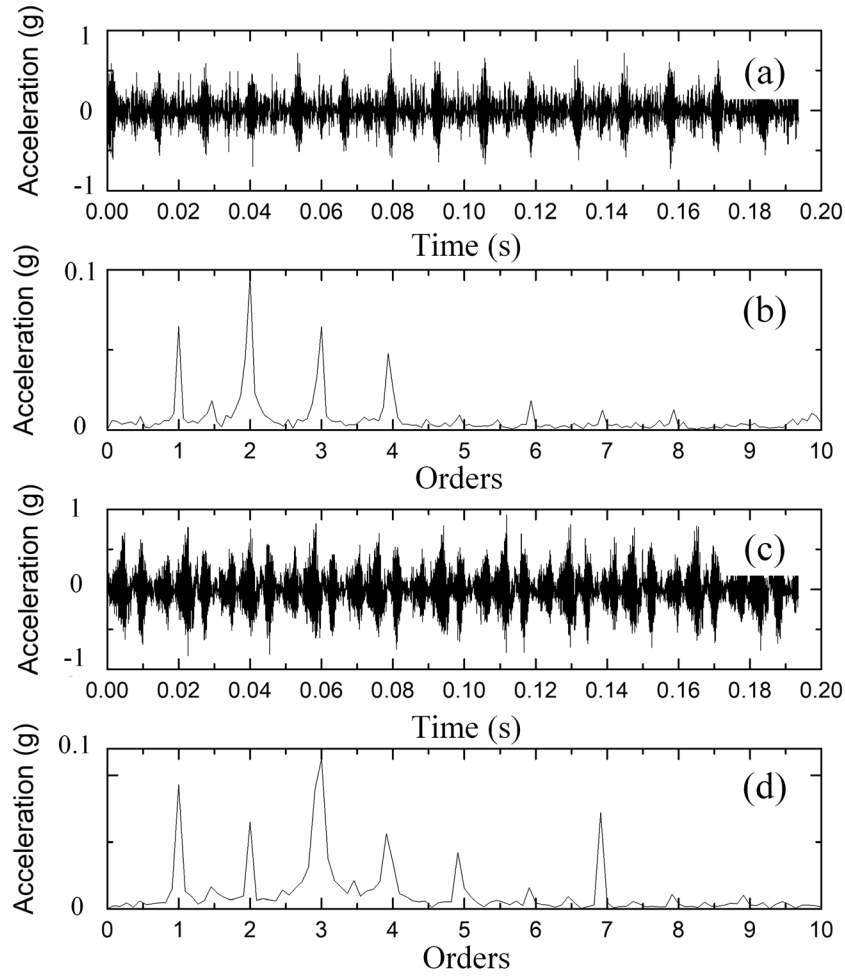 Acceleration (g)
1
0
-1
(a)
0.00 0.02 0.04 0.06 0.08 0.10 0.12 0.14 0.16 0.18 0.20
Time (s)
Acceleration (g)
0.1
0
(b)
0 1 2 3 4 5 6 7 8 9 10
Orders
Acceleration (g)
1
0
-1
(c)
0.00 0.02 0.04 0.06 0.08 0.10 0.12 0.14 0.16 0.18 0.20
Time (s)
Acceleration (g)
0.1
0
(d)
0 1 2 3 4 5 6 7 8 9 10
Orders